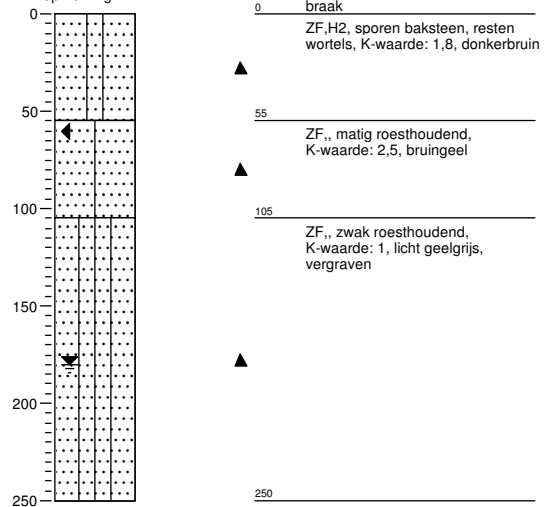 0 braak
0
ZF,H2, sporen baksteen, resten
wortels, K-waarde: 1,8, donkerbruin
50
55
ZF,, matig roesthoudend,
K-waarde: 2,5, bruingeel
100
105
ZF,, zwak roesthoudend,
K-waarde: 1, licht geelgrijs,
vergraven
150
200
250
250